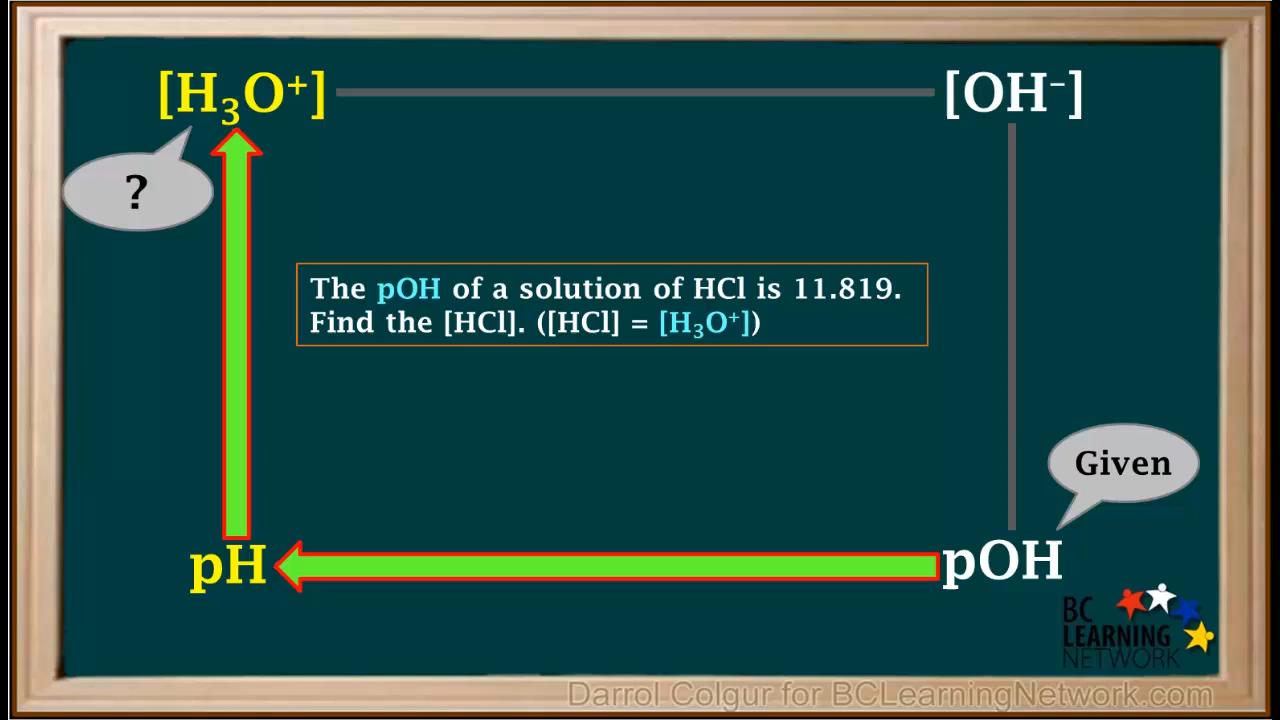 [H₃O⁺]
[OH⁻]
?
The pOH of a solution of HCl is 11.819.
Find the [HCl]. ([HCl] = [H₃O⁺])
Given
pH
pOH
BC
LEARNING
NETWORK
Darrol Colgur for BCLearningNetwork.com